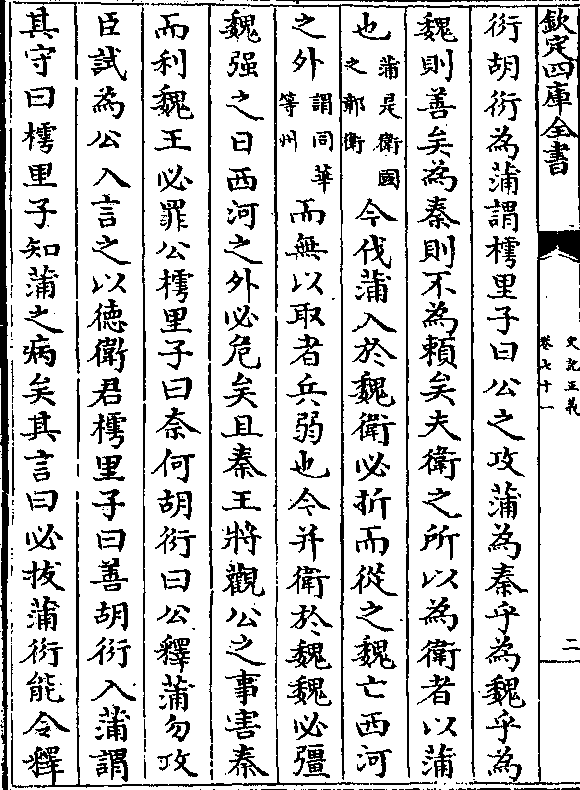 欽定四庫全書
史記正義
卷七十一
二
衍胡衍為蒲謂樗里子曰公之攻蒲為秦乎為魏乎為
魏則善矣為秦則不為頼矣夫衛之所以為衛者以蒲
也蒲是衛國之鄣衛今伐蒲入於魏衛必折而從之魏亡西河
之外謂同華等州而無以取者兵弱也今并衛於魏魏必彊
魏强之日西河之外必危矣且秦王將觀公之事害秦
而利魏王必罪公樗里子曰奈何胡衍曰公釋蒲勿攻
臣試為公入言之以徳衛君樗里子曰善胡衍入蒲謂
其守曰樗里子知蒲之病矣其言曰必拔蒲衍能令釋